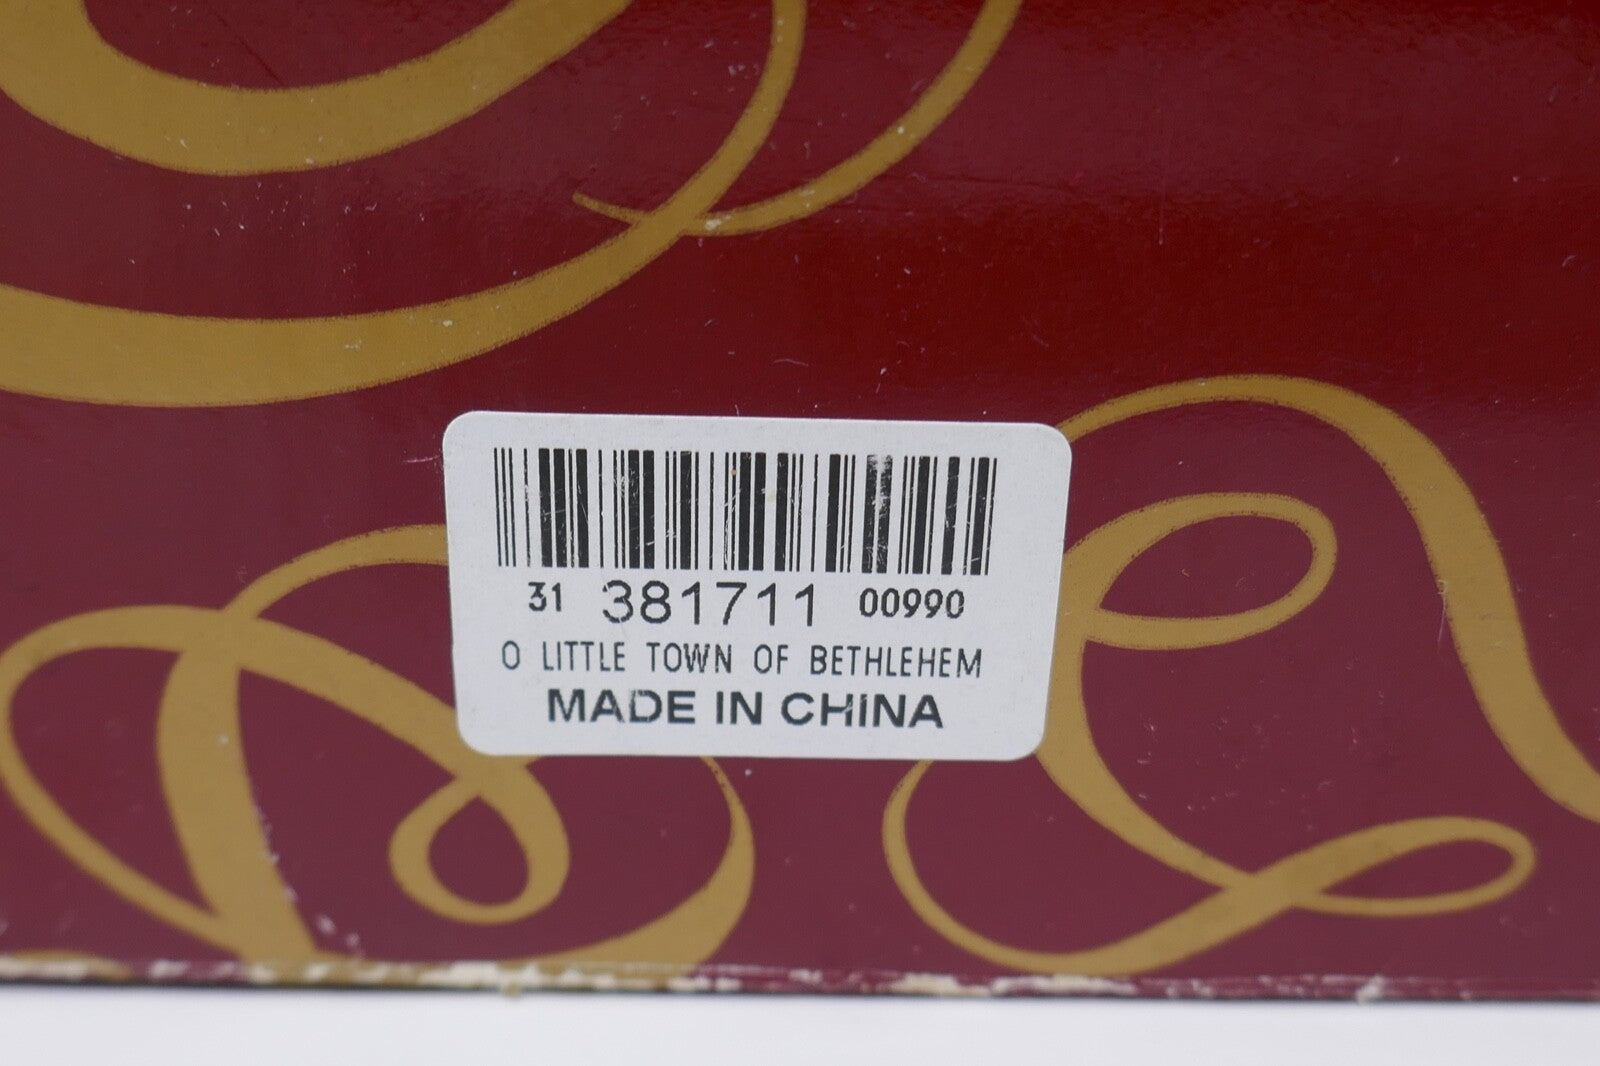 31 381711 00990
O LITTLE TOWN OF BETHLEHEM
MADE IN CHINA